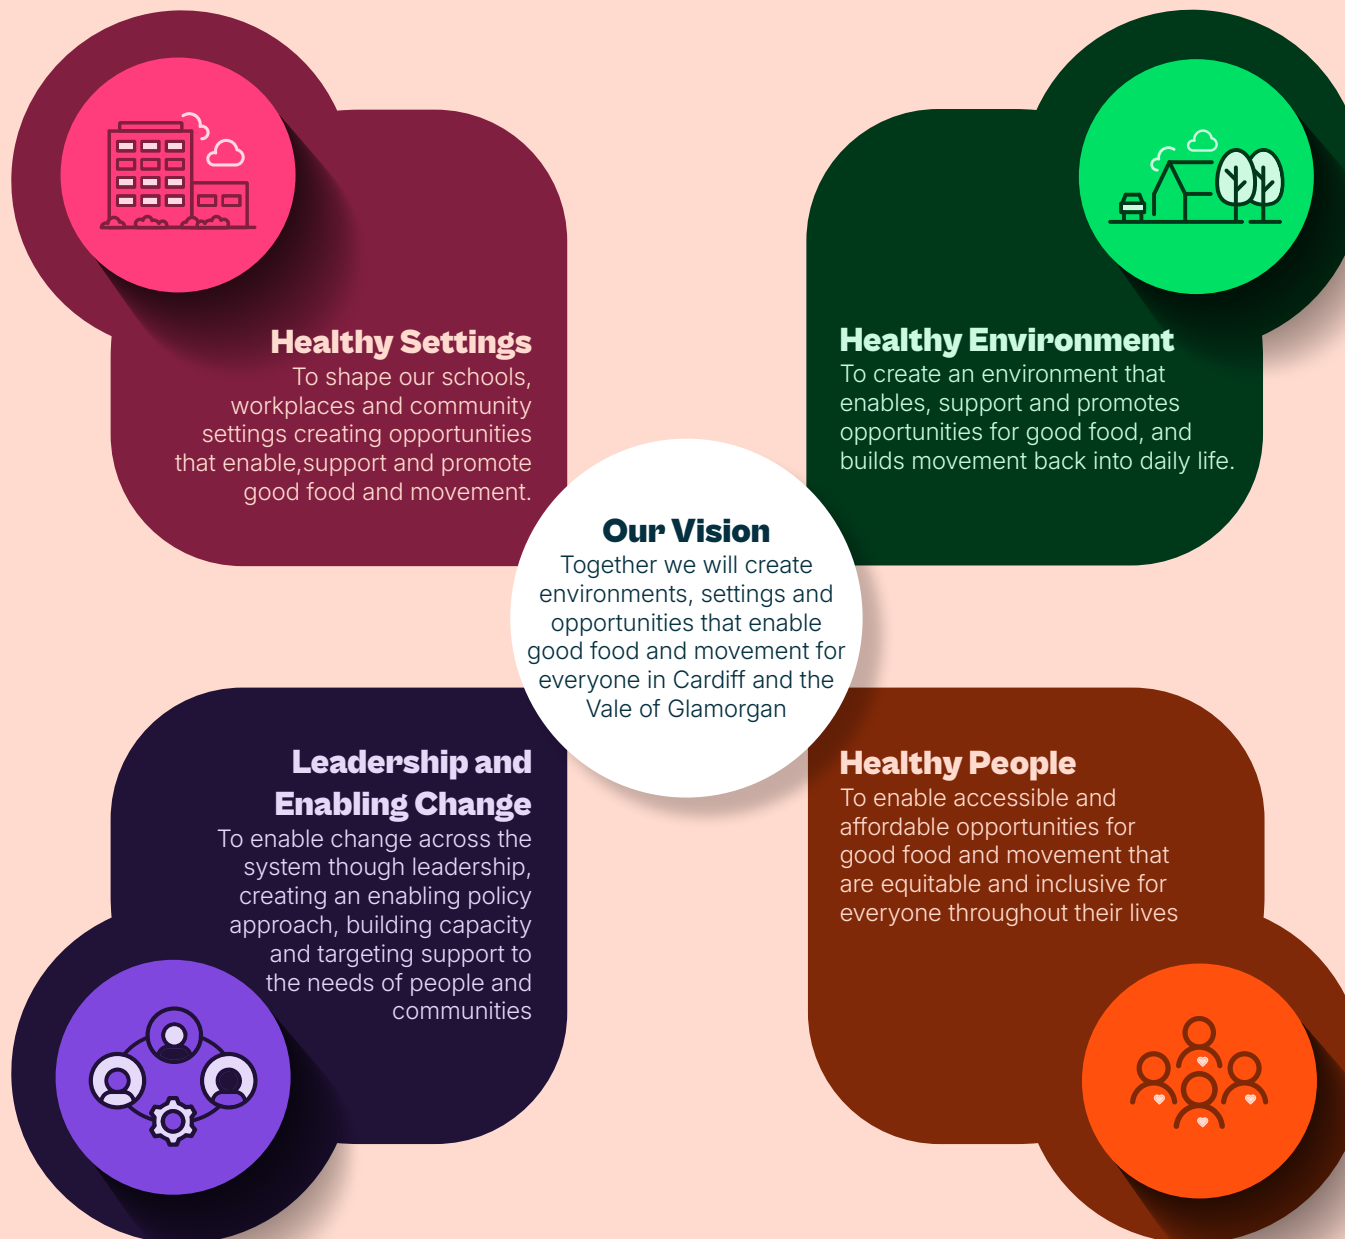 Healthy Settings
To shape our schools,
workplaces and community
settings creating opportunities
that enable,support and promote
good food and movement.
Healthy Environment
To create an environment that
enables, support and promotes
opportunities for good food, and
builds movement back into daily life.
Our Vision
Together we will create
environments, settings and
opportunities that enable
good food and movement for
everyone in Cardiff and the
Vale of Glamorgan
Leadership and
Enabling Change
To enable change across the
system though leadership,
creating an enabling policy
approach, building capacity
and targeting support to
the needs of people and
communities
Healthy People
To enable accessible and
affordable opportunities for
good food and movement that
are equitable and inclusive for
everyone throughout their lives